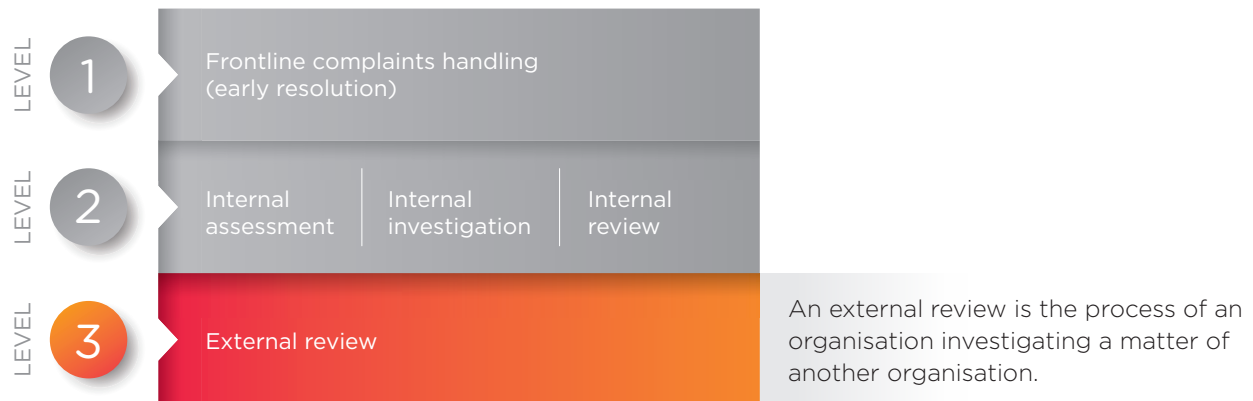 LEVEL
1
Frontline complaints handling
(early resolution)
LEVEL
2
Internal
assessment
Internal
investigation
Internal
review
LEVEL
3
External review
An external review is the process of an
organisation investigating a matter of
another organisation.